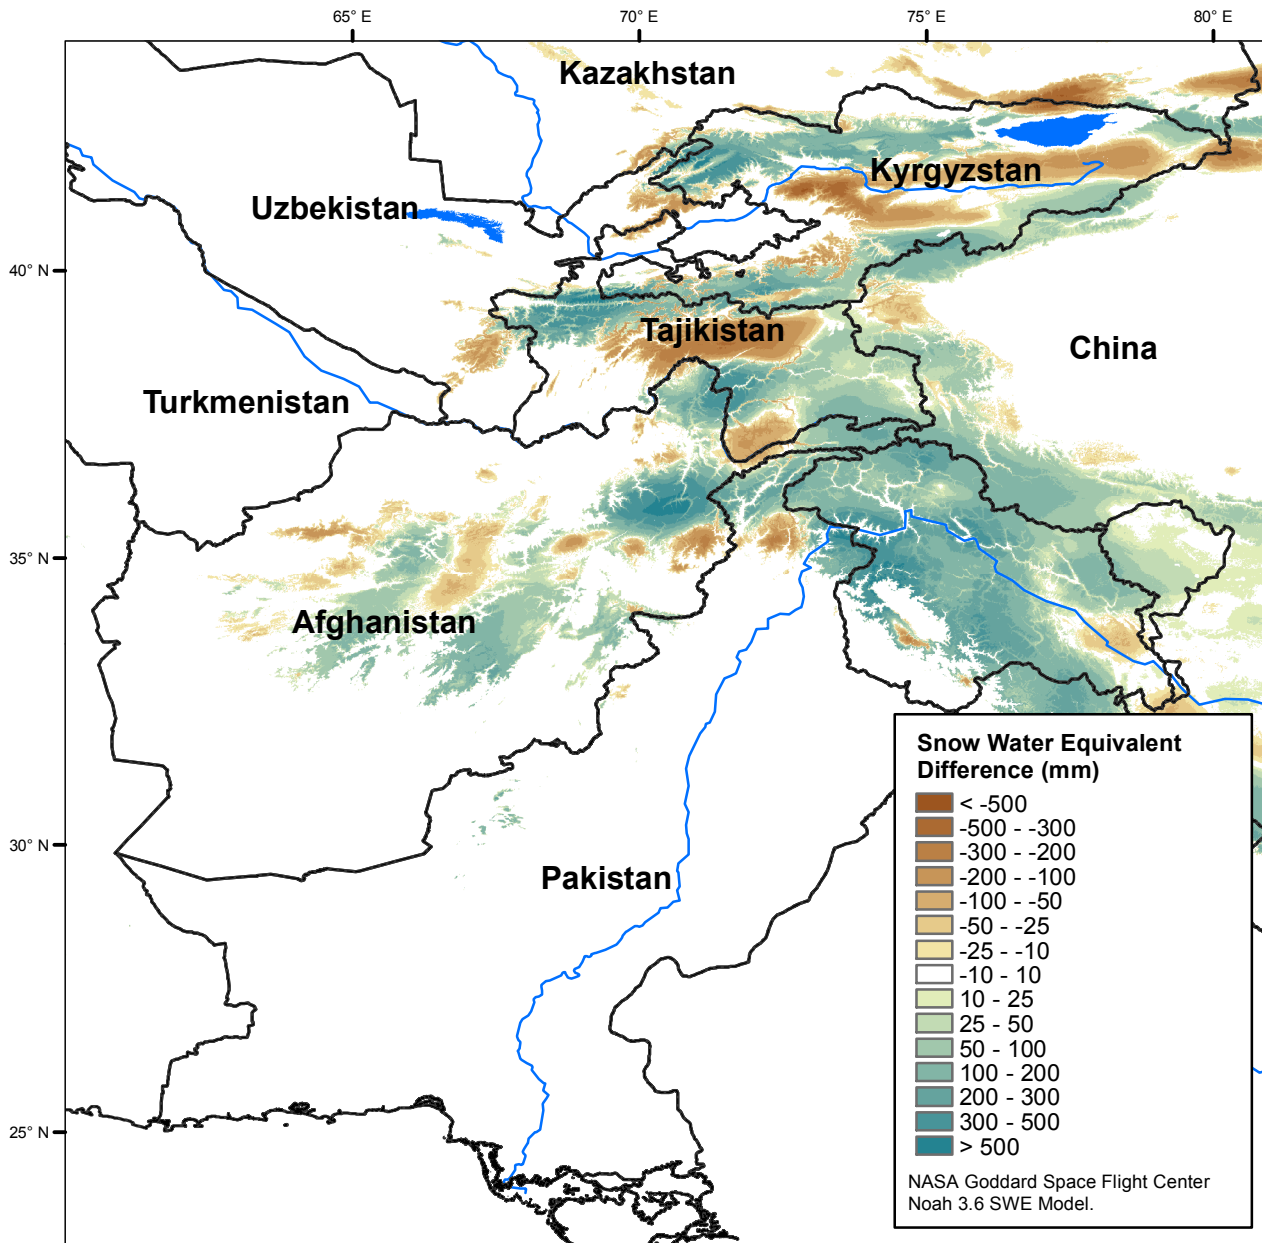 65° E
70° E
75° E
80° E
Kazakhstan
Kyrgyzstan
Uzbekistan
40° N
Tajikistan
China
Turkmenistan
35° N
Afghanistan
30° N
Pakistan
25° N
Snow Water Equivalent
Difference (mm)
< -500
-500 - -300
-300 - -200
-200 - -100
-100 - -50
-50 - -25
-25 - -10
-10 - 10
10 - 25
25 - 50
50 - 100
100 - 200
200 - 300
300 - 500
> 500
NASA Goddard Space Flight Center
Noah 3.6 SWE Model.